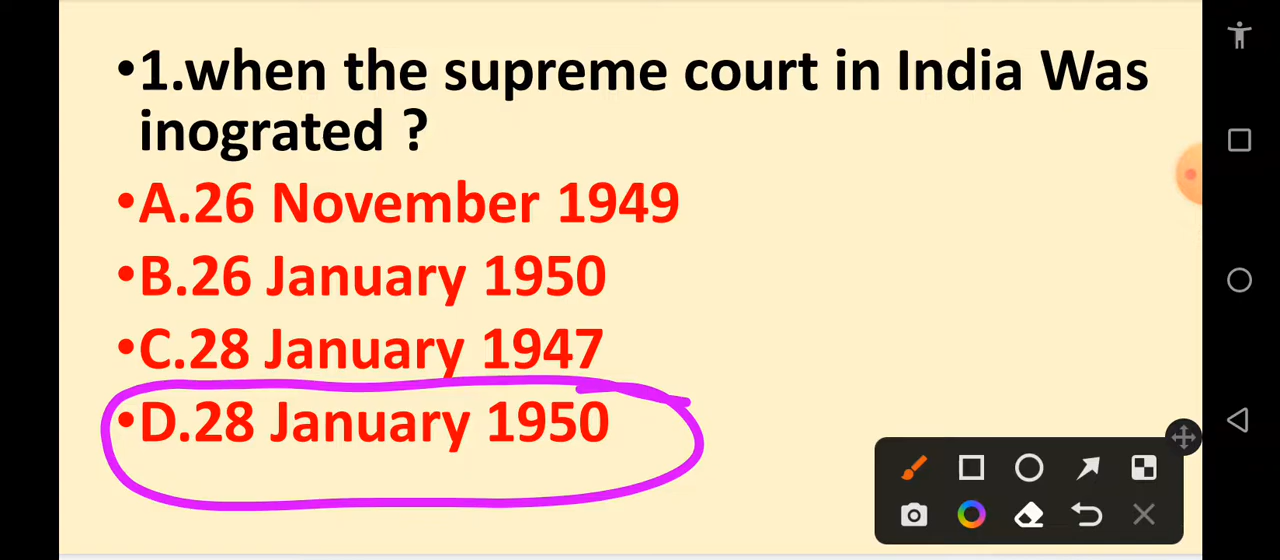 •1.when the supreme court in India Was
inograted ?
•A.26 November 1949
•B.26 January 1950
•C.28 January 1947
•D.28 January 1950